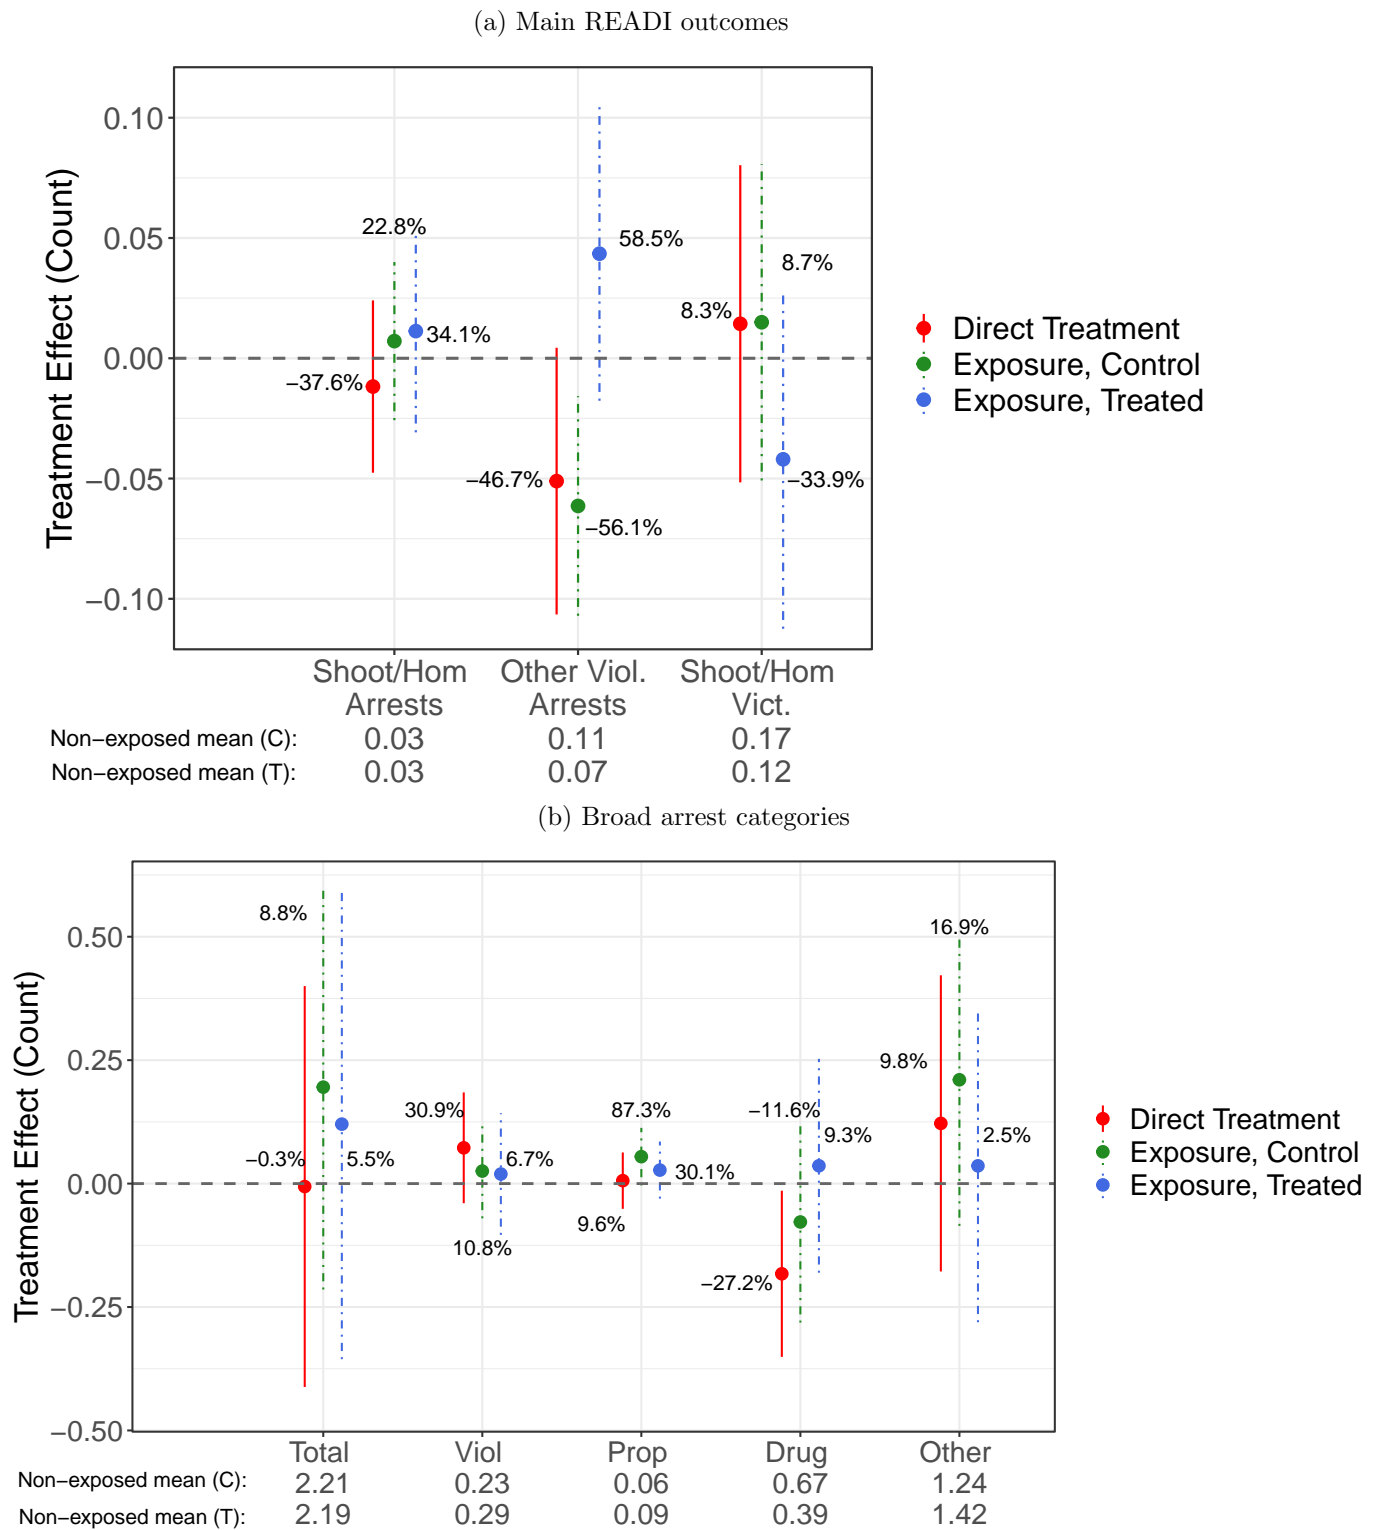 (a) Main READI outcomes
Treatment Effect (Count)
0.10
0.05
0.00
−0.05
−0.10
22.8%
34.1%
−37.6%
58.5%
−46.7%
−56.1%
8.7%
8.3%
−33.9%
Direct Treatment
Exposure, Control
Exposure, Treated
Shoot/Hom Other Viol. Shoot/Hom
Arrests Arrests Vict.
Non−exposed mean (C): 0.03 0.11 0.17
Non−exposed mean (T): 0.03 0.07 0.12
(b) Broad arrest categories
Treatment Effect (Count)
0.50
0.25
0.00
−0.25
−0.50
8.8%
−0.3%
5.5%
30.9%
6.7%
10.8%
87.3%
30.1%
9.6%
−11.6%
9.3%
−27.2%
16.9%
9.8%
2.5%
Direct Treatment
Exposure, Control
Exposure, Treated
Total Viol Prop Drug Other
Non−exposed mean (C): 2.21 0.23 0.06 0.67 1.24
Non−exposed mean (T): 2.19 0.29 0.09 0.39 1.42